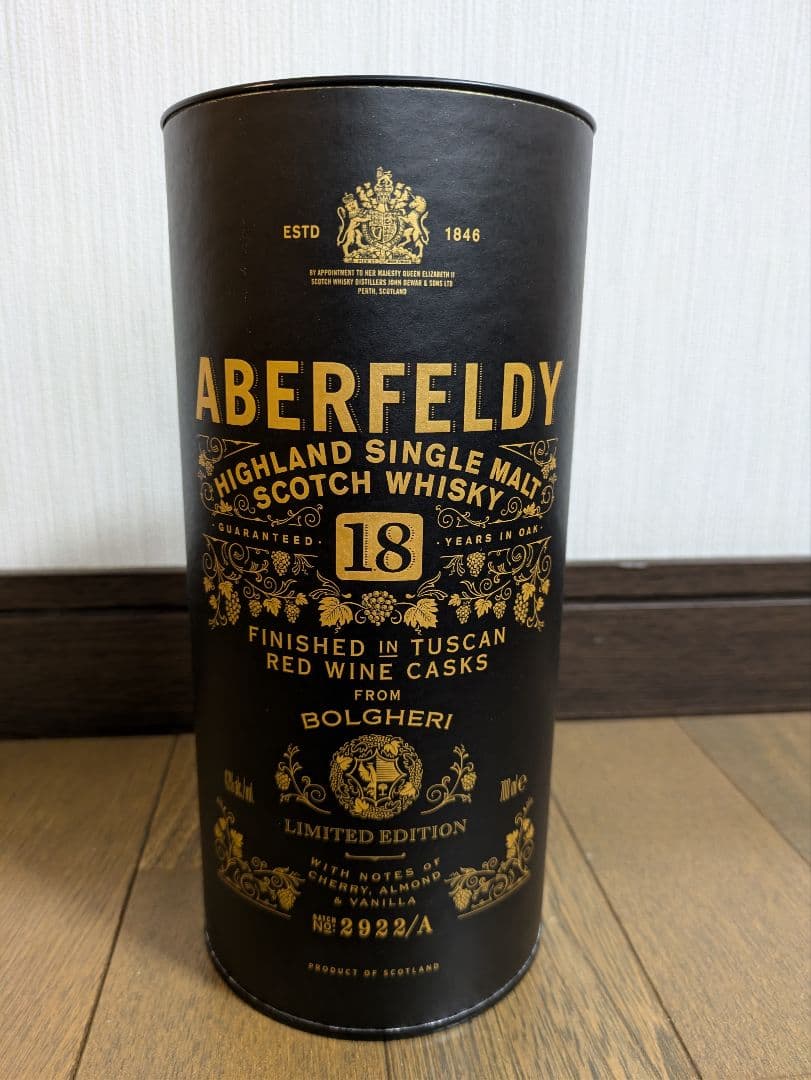 ESTD 1846
BY APPOINTMENT TO HER MAJESTY QUEEN ELIZABETH II
SCOTCH WHISKY DISTILLERS JOHN DEWAR & SONS LTD
PERTH, SCOTLAND
ABERFELDY
HIGHLAND SINGLE MALT
SCOTCH WHISKY
·GUARANTEED· 18 ·YEARS IN OAK·
FINISHED IN TUSCAN
RED WINE CASKS
FROM
BOLGHERI
700 ml e
LIMITED EDITION
WITH NOTES OF
CHERRY, ALMOND
& VANILLA
BATCH No: 2922/A
PRODUCT OF SCOTLAND